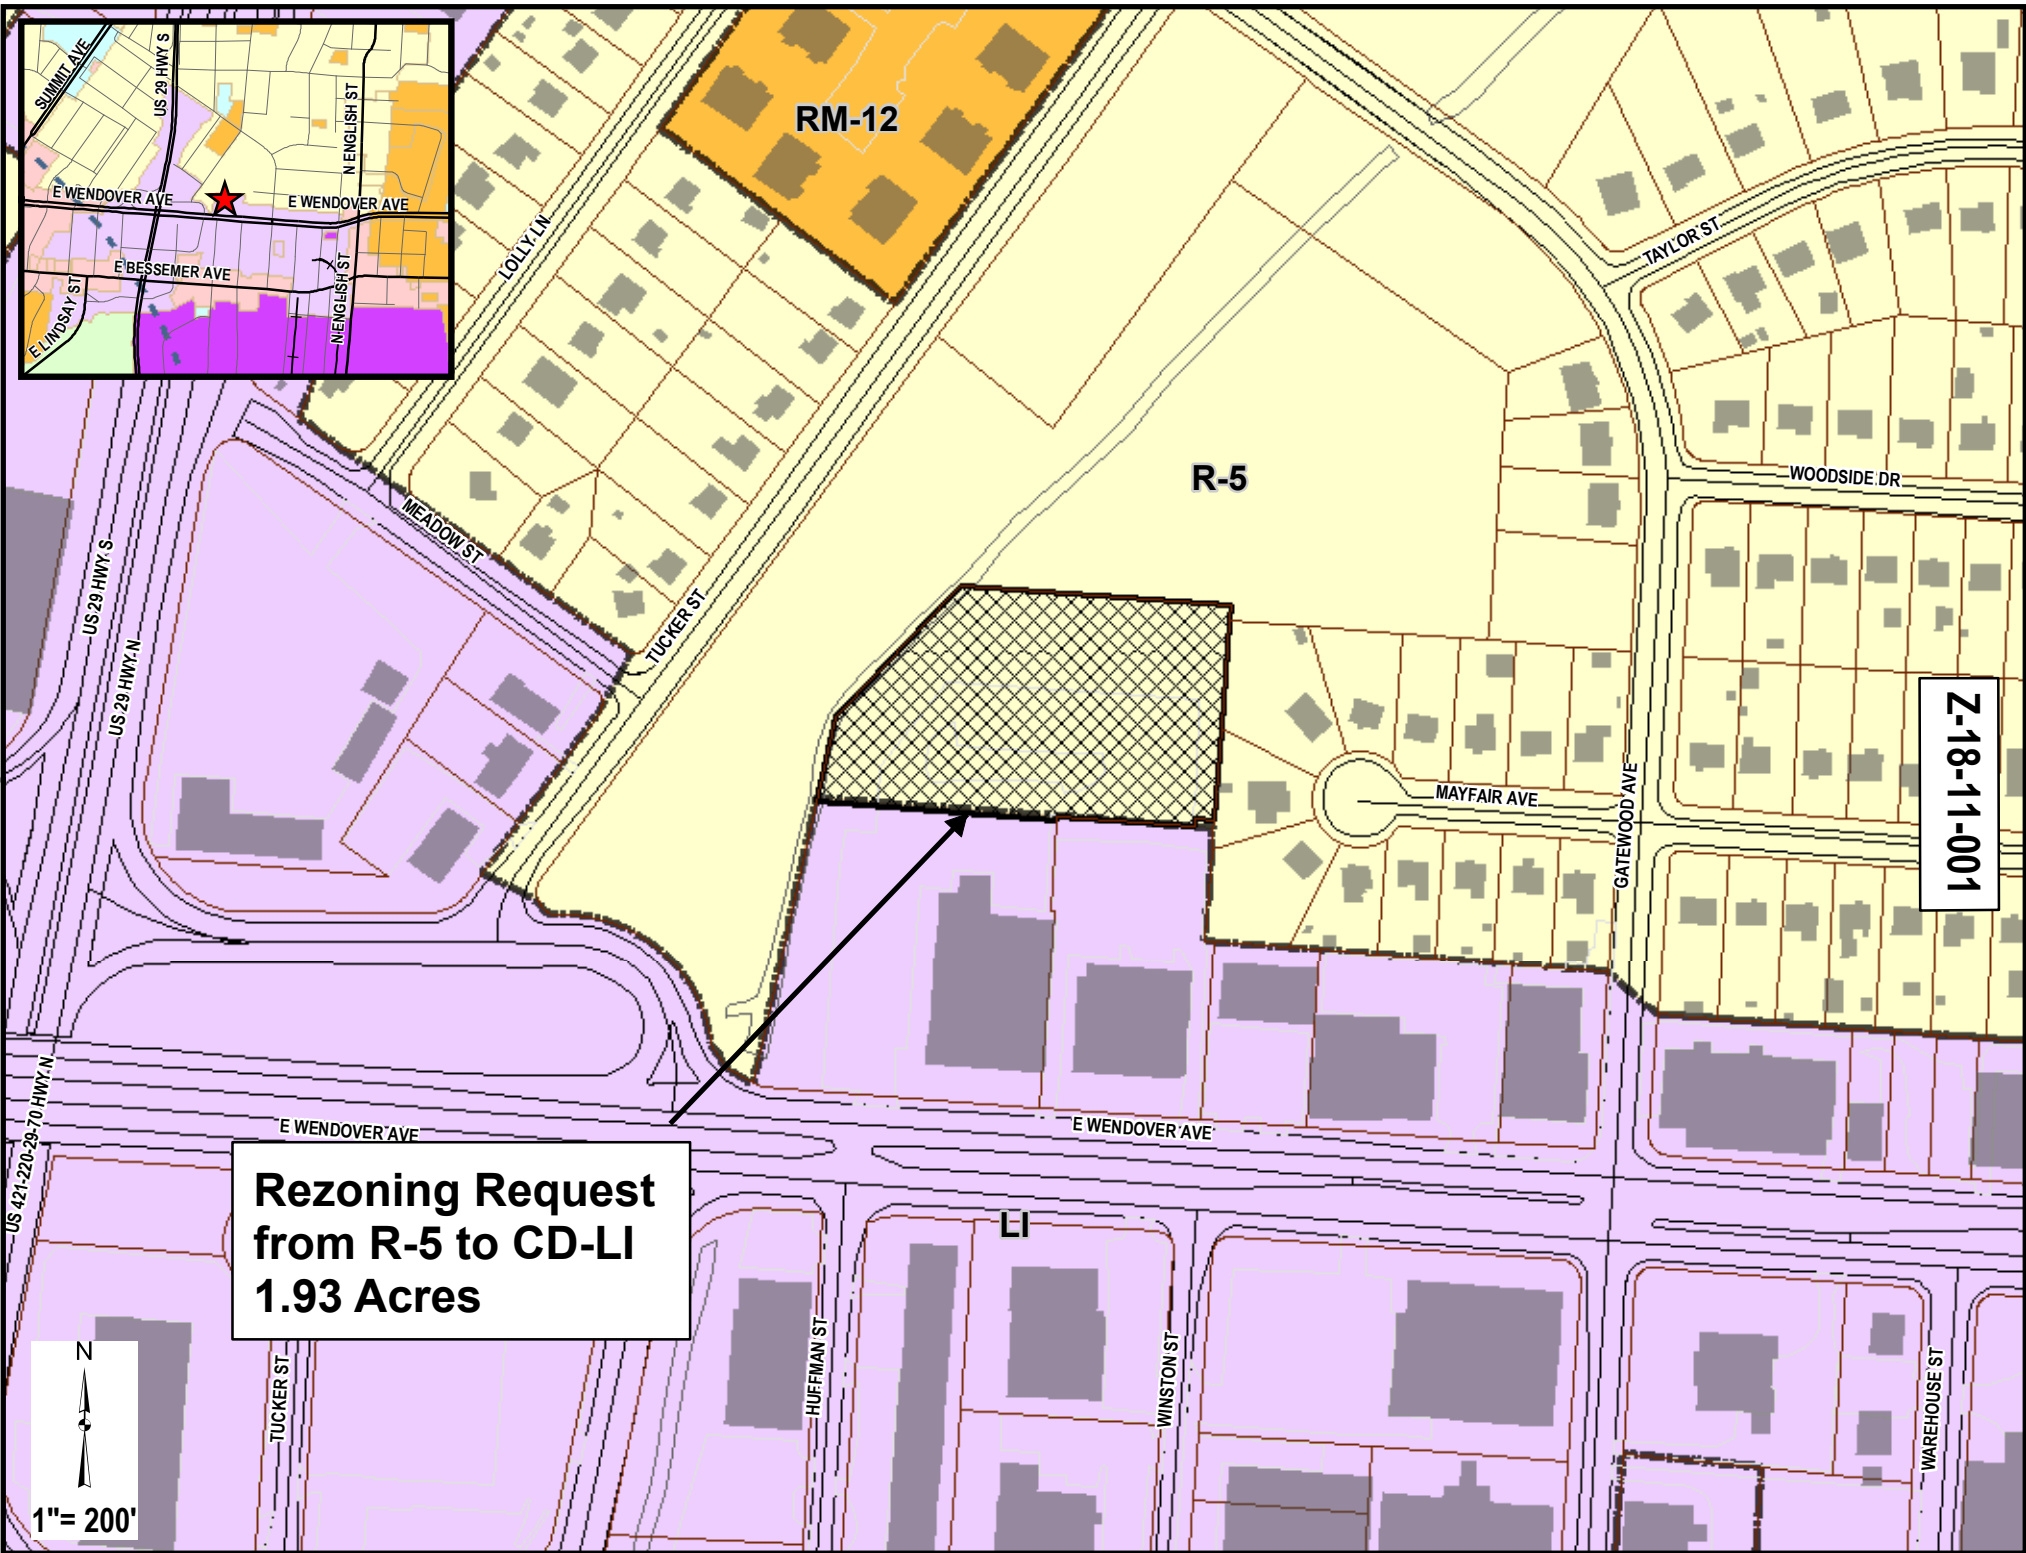 SUMMIT AVE
US 29 HWY S
N ENGLISH ST
E WENDOVER AVE
E WENDOVER AVE
E BESSEMER AVE
E LINDSAY ST
N ENGLISH ST
RM-12
LOLLY LN
TAYLOR ST
R-5
WOODSIDE DR
MEADOW ST
US 29 HWY S
US 29 HWY N
TUCKER ST
Z-18-11-001
MAYFAIR AVE
GATEWOOD AVE
US 421-220-29-70 HWY N
E WENDOVER AVE
E WENDOVER AVE
Rezoning Request
from R-5 to CD-LI
1.93 Acres
LI
N
1"= 200'
TUCKER ST
HUFFMAN ST
WINSTON ST
WAREHOUSE ST